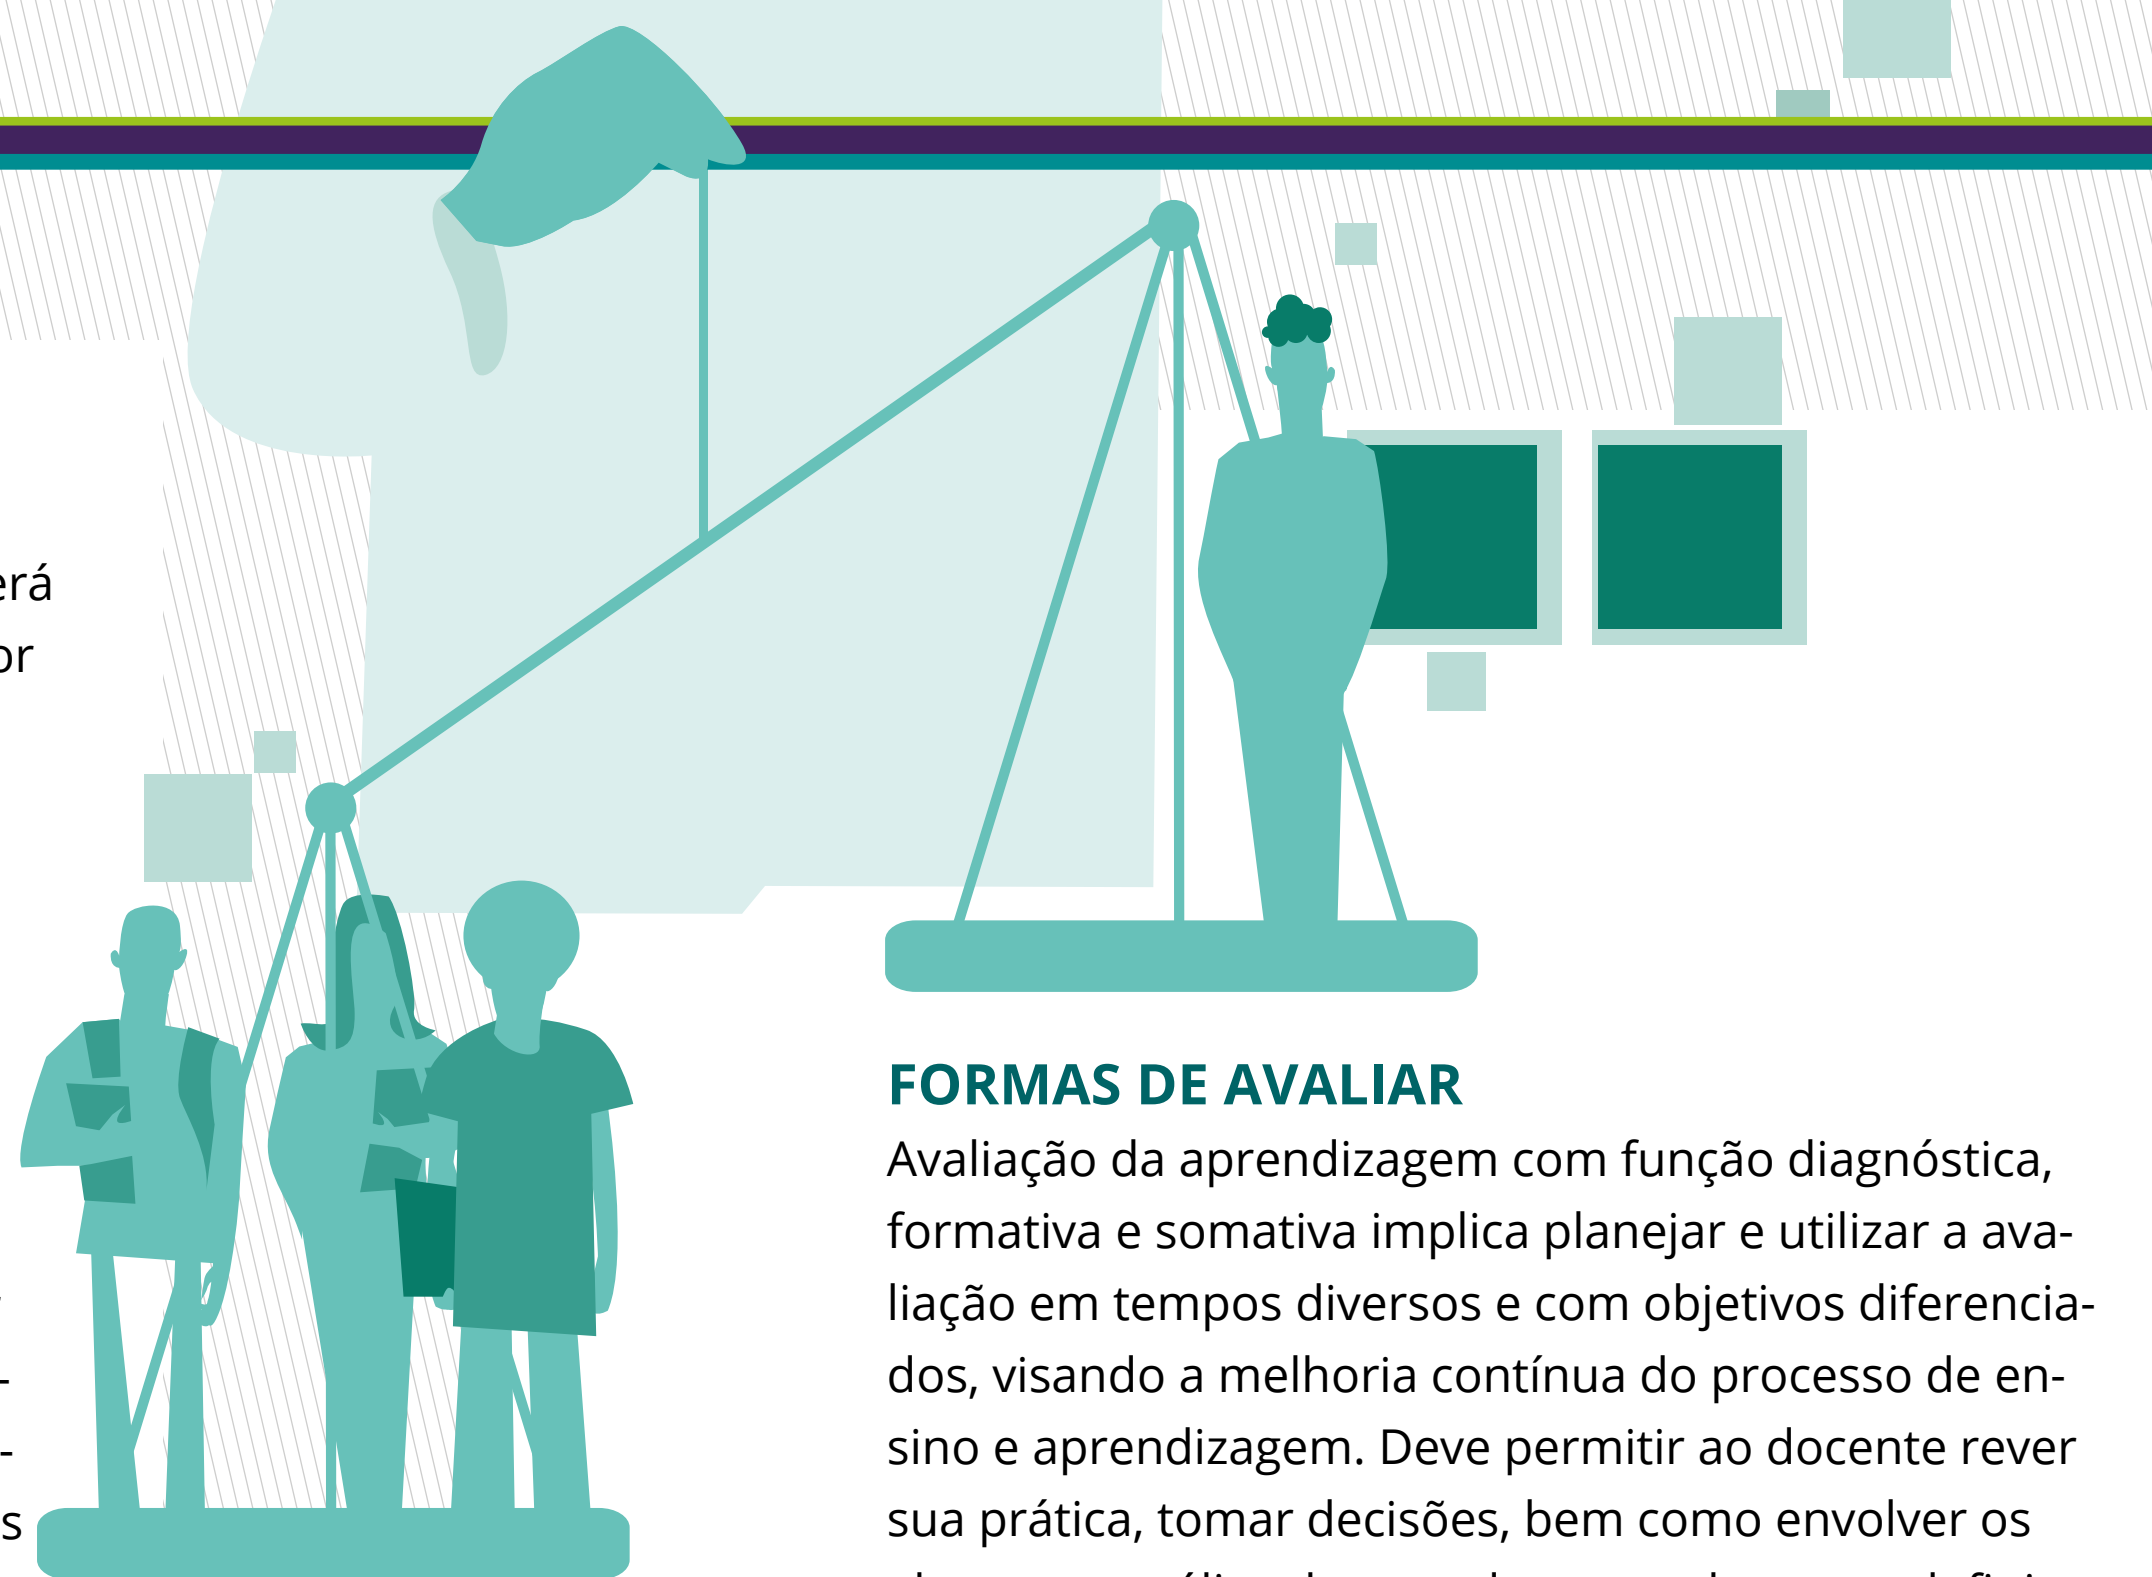 FORMAS DE AVALIAR
Avaliação da aprendizagem com função diagnóstica,
formativa e somativa implica planejar e utilizar a ava-
liação em tempos diversos e com objetivos diferencia-
dos, visando a melhoria contínua do processo de en-
sino e aprendizagem. Deve permitir ao docente rever
sua prática, tomar decisões, bem como envolver os